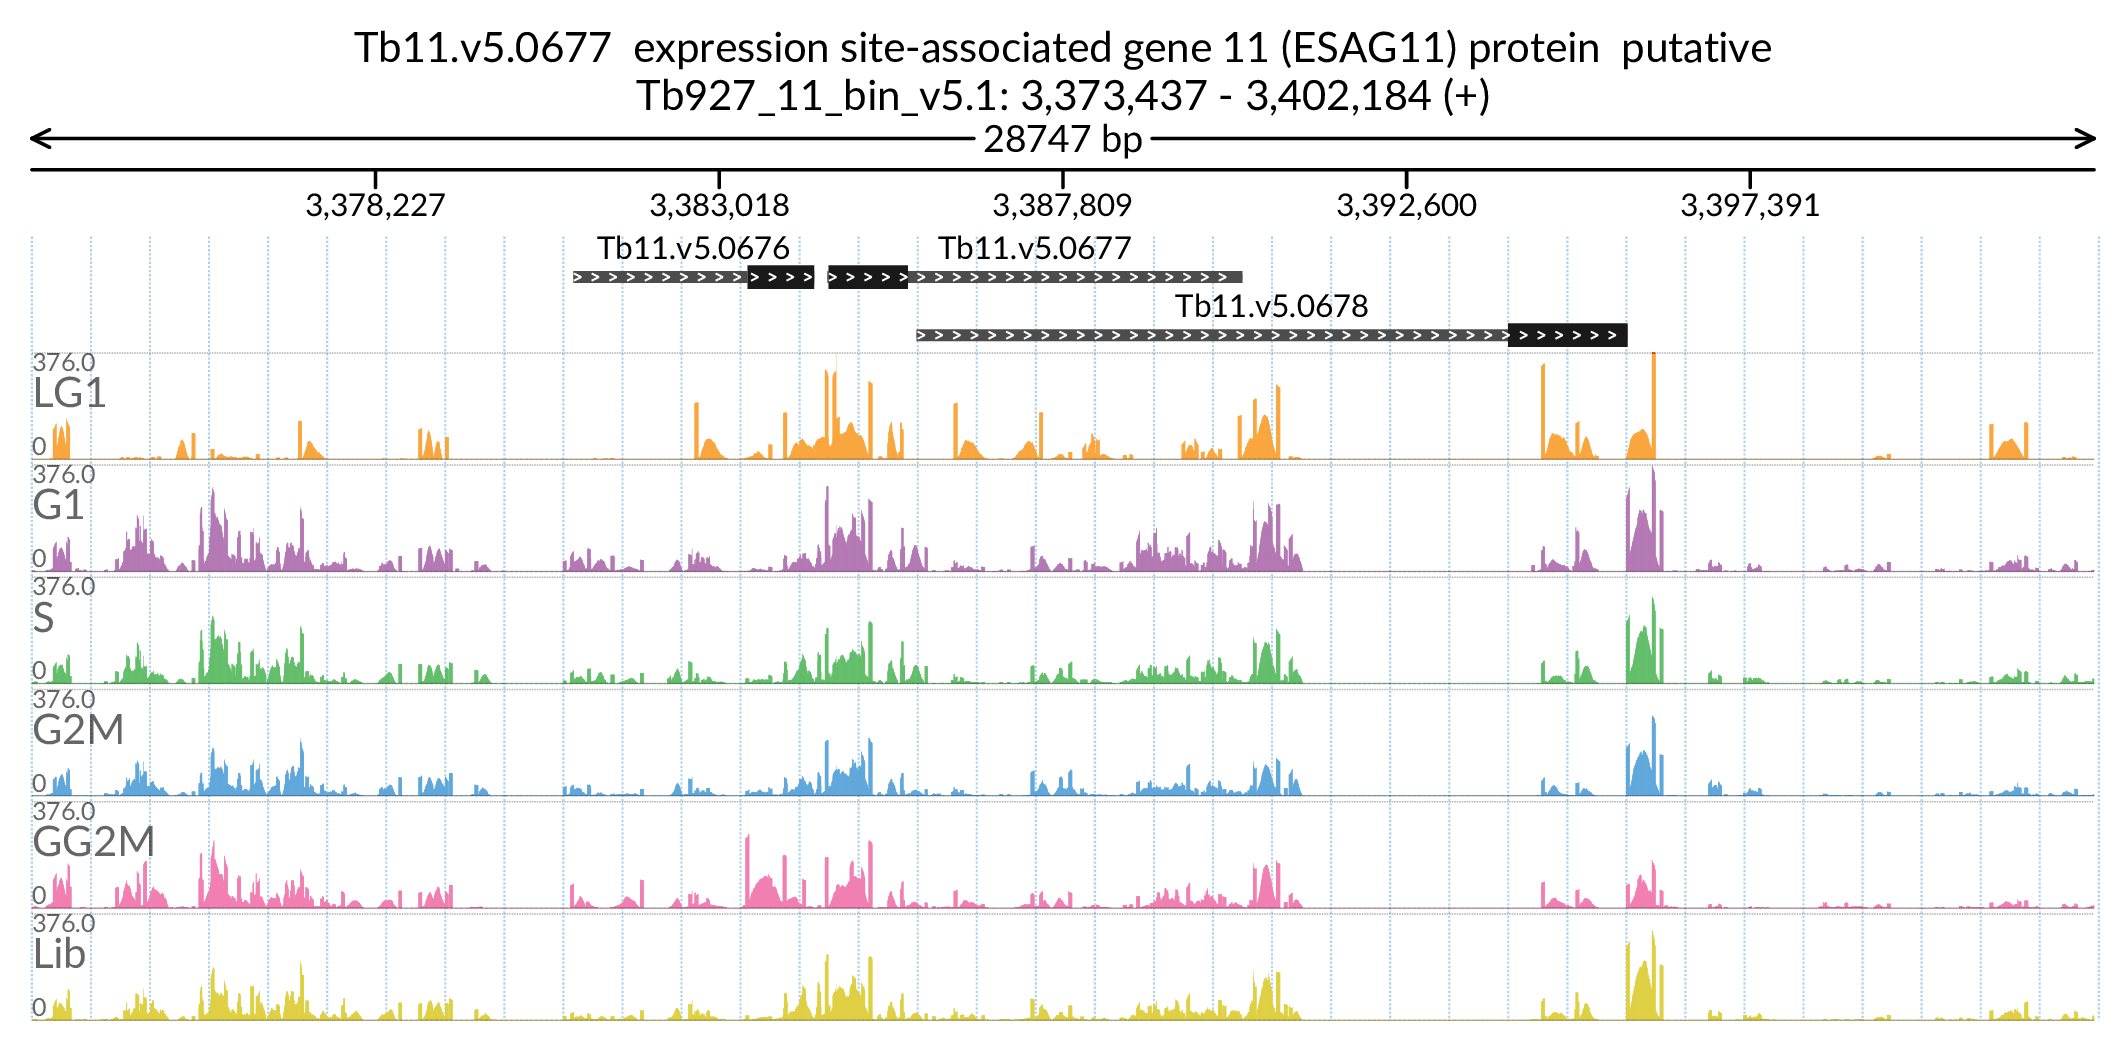 Tb11.v5.0677 expression site-associated gene 11 (ESAG11) protein putative
Tb927_11_bin_v5.1: 3,373,437 - 3,402,184 (+)
28747 bp
3,378,227 3,383,018 3,387,809 3,392,600 3,397,391
Tb11.v5.0676 Tb11.v5.0677
Tb11.v5.0678
376.0
LG1
0
376.0
G1
0
376.0
S
0
376.0
G2M
0
376.0
GG2M
0
376.0
Lib
0